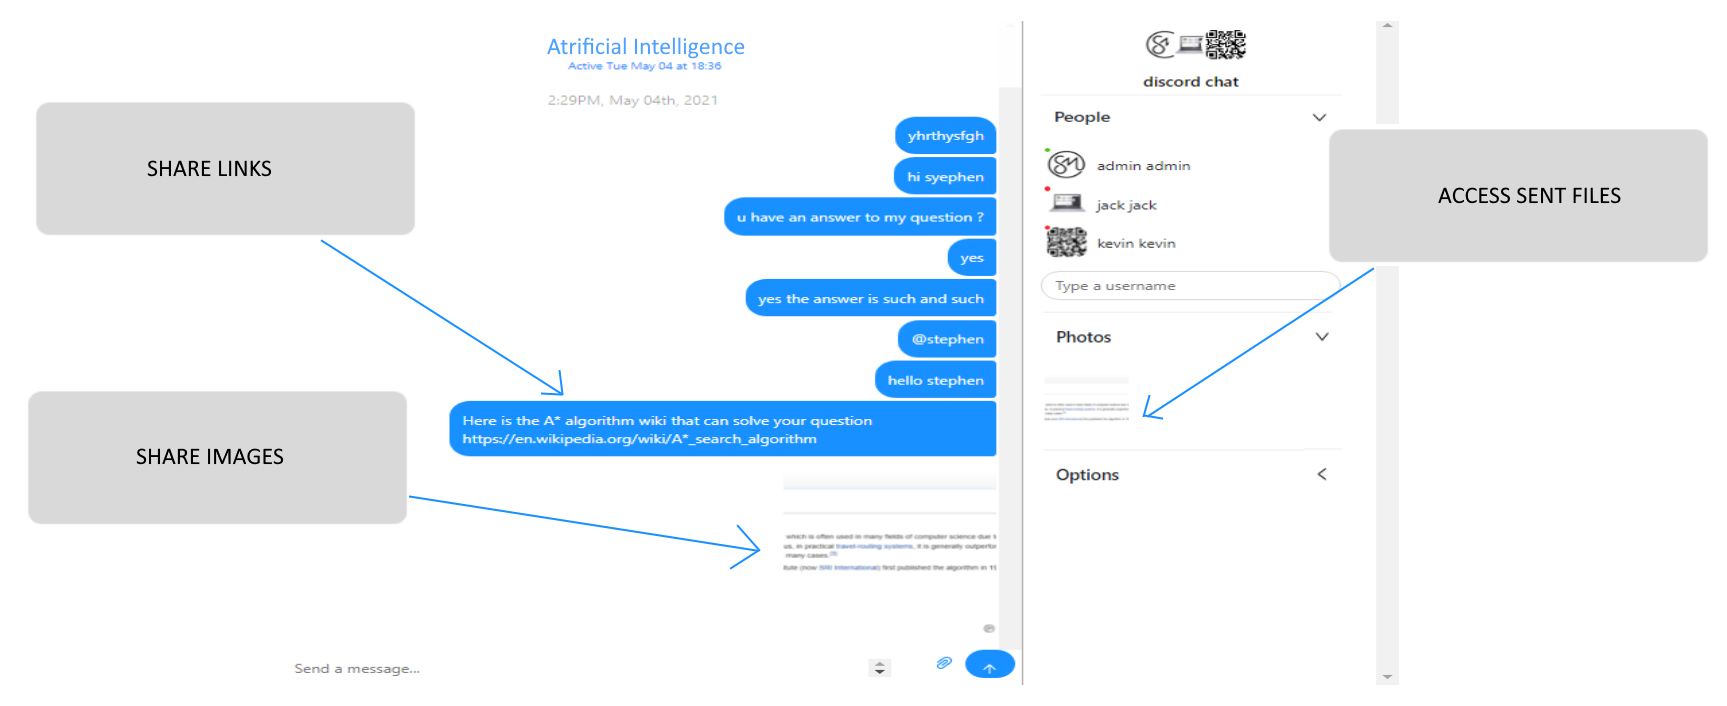 Atrificial Intelligence
Active Tue May 04 at 18:36
2:29PM, May 04th, 2021
yhrthysfgh
hi syephen
u have an answer to my question ?
yes
yes the answer is such and such
@stephen
hello stephen
Here is the A* algorithm wiki that can solve your question
https://en.wikipedia.org/wiki/A*_search_algorithm
which is often used in many fields of computer science due t
us, in practical travel-routing systems, it is generally outperfor
many cases.
itute (now SRI International) first published the algorithm in 19
Send a message...
SHARE LINKS
SHARE IMAGES
discord chat
People
admin admin
jack jack
kevin kevin
Type a username
Photos
Options
ACCESS SENT FILES